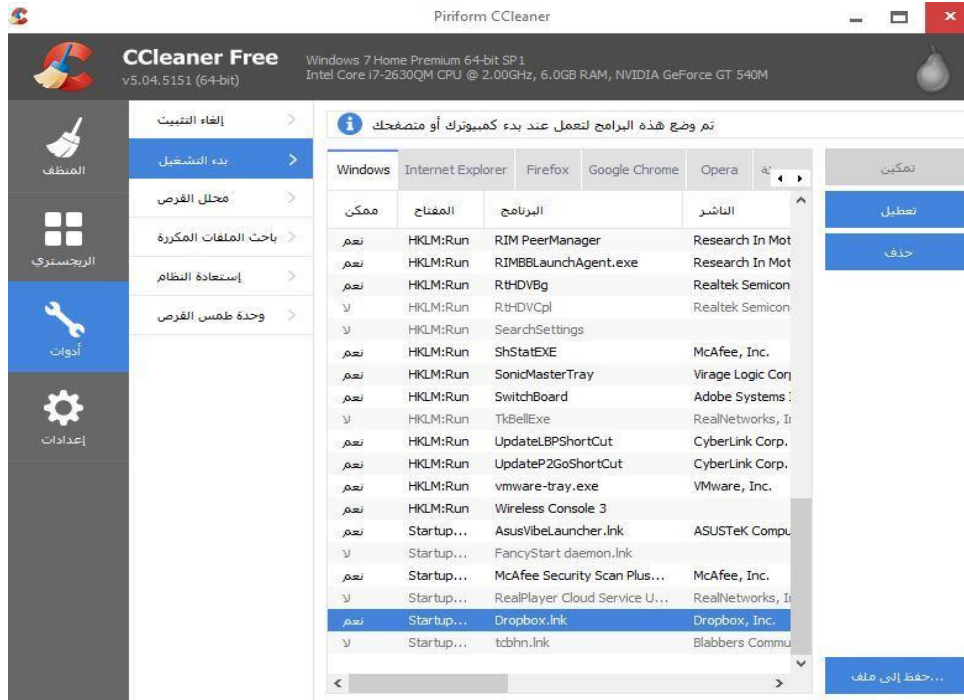 Piriform CCleaner
CCleaner Free
v5.04.5151 (64-bit)
Windows 7 Home Premium 64-bit SP1
Intel Core i7-2630QM CPU @ 2.00GHz, 6.0GB RAM, NVIDIA GeForce GT 540M
المنظف
الريجستري
أدوات
إعدادات
إلغاء التثبيت
بدء التشغيل
محلل القرص
باحث الملفات المكررة
إستعادة النظام
وحدة طمس القرص
تم وضع هذه البرامج لتعمل عند بدء كمبيوترك أو متصفحك
Windows Internet Explorer Firefox Google Chrome Opera
ممكن المفتاح البرنامج الناشر
نعم HKLM:Run RIM PeerManager Research In Mot
نعم HKLM:Run RIMBBLaunchAgent.exe Research In Mot
نعم HKLM:Run RtHDVBg Realtek Semicon
لا HKLM:Run RtHDVCpl Realtek Semicon
لا HKLM:Run SearchSettings
نعم HKLM:Run ShStatEXE McAfee, Inc.
نعم HKLM:Run SonicMasterTray Virage Logic Corp
نعم HKLM:Run SwitchBoard Adobe Systems
لا HKLM:Run TkBellExe RealNetworks,
نعم HKLM:Run UpdateLBPShortCut CyberLink Corp.
نعم HKLM:Run UpdateP2GoShortCut CyberLink Corp.
نعم HKLM:Run vmware-tray.exe VMware, Inc.
نعم HKLM:Run Wireless Console 3
نعم Startup... AsusVibeLauncher.lnk ASUSTeK Compu
لا Startup... FancyStart daemon.lnk
نعم Startup... McAfee Security Scan Plus... McAfee, Inc.
لا Startup... RealPlayer Cloud Service U... RealNetworks,
نعم Startup... Dropbox.lnk Dropbox, Inc.
لا Startup... tcbhn.lnk Blabbers Commu
تمكين
تعطيل
حذف
حفظ إلى ملف...